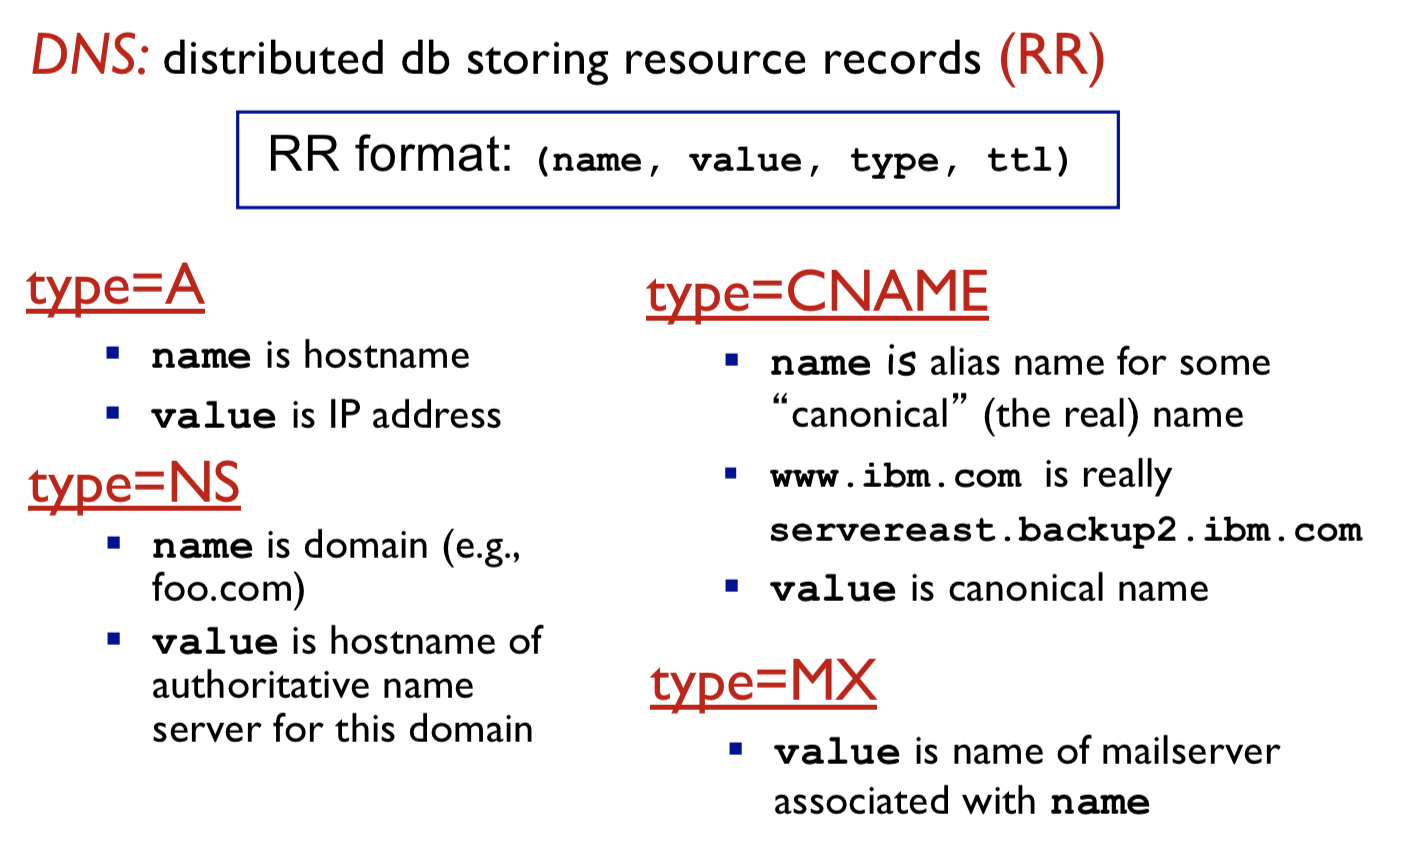 DNS: distributed db storing resource records (RR)
RR format: (name, value, type, ttl)
type=A
▪ name is hostname
▪ value is IP address
type=NS
▪ name is domain (e.g.,
foo.com)
▪ value is hostname of
authoritative name
server for this domain
type=CNAME
▪ name is alias name for some
“canonical” (the real) name
▪ www.ibm.com is really
servereast.backup2.ibm.com
▪ value is canonical name
type=MX
▪ value is name of mailserver
associated with name